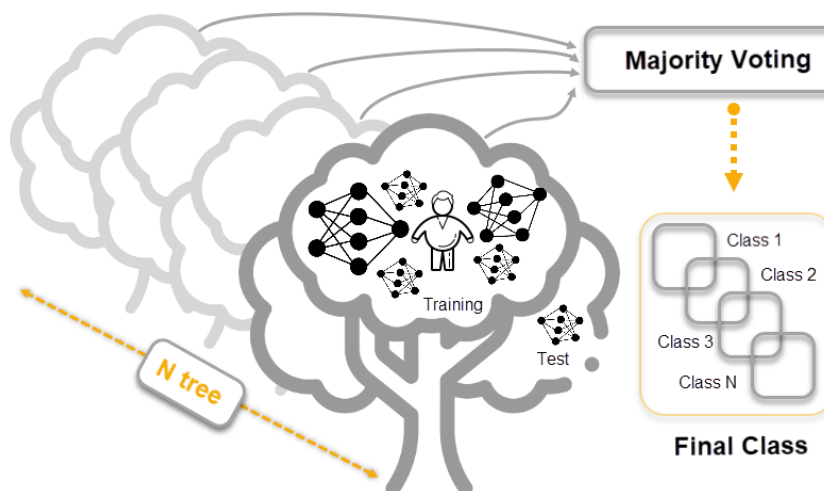 Majority Voting
Training
Test
N tree
Class 1
Class 2
Class 3
Class N
Final Class